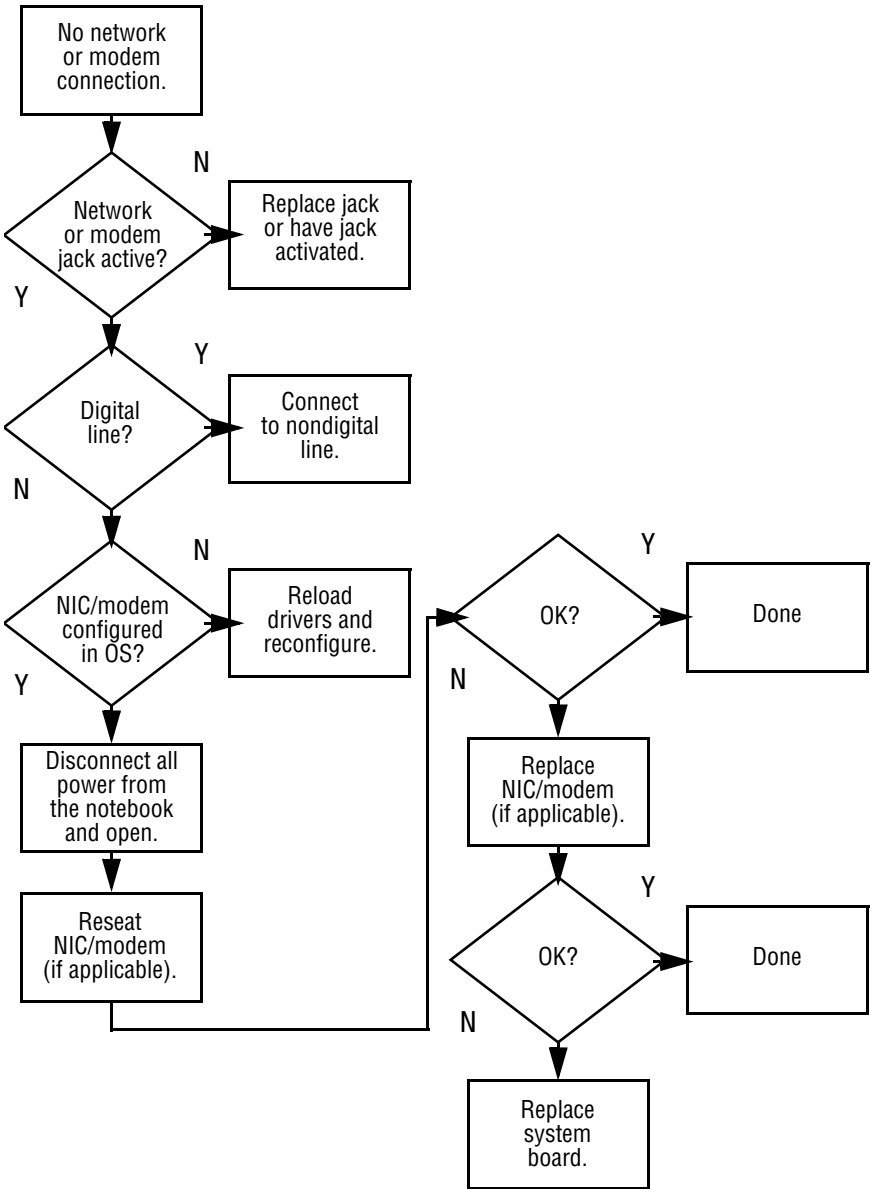 No network
or modem
connection.
N
Network
or modem
jack active?
Replace jack
or have jack
activated.
Y
Y
Digital
line?
Connect
to nondigital
line.
N
N
NIC/modem
configured
in OS?
Reload
drivers and
reconfigure.
Y
Disconnect all
power from
the notebook
and open.
Reseat
NIC/modem
(if applicable).
Y
OK?
Done
N
Replace
NIC/modem
(if applicable).
Y
OK?
Done
N
Replace
system
board.